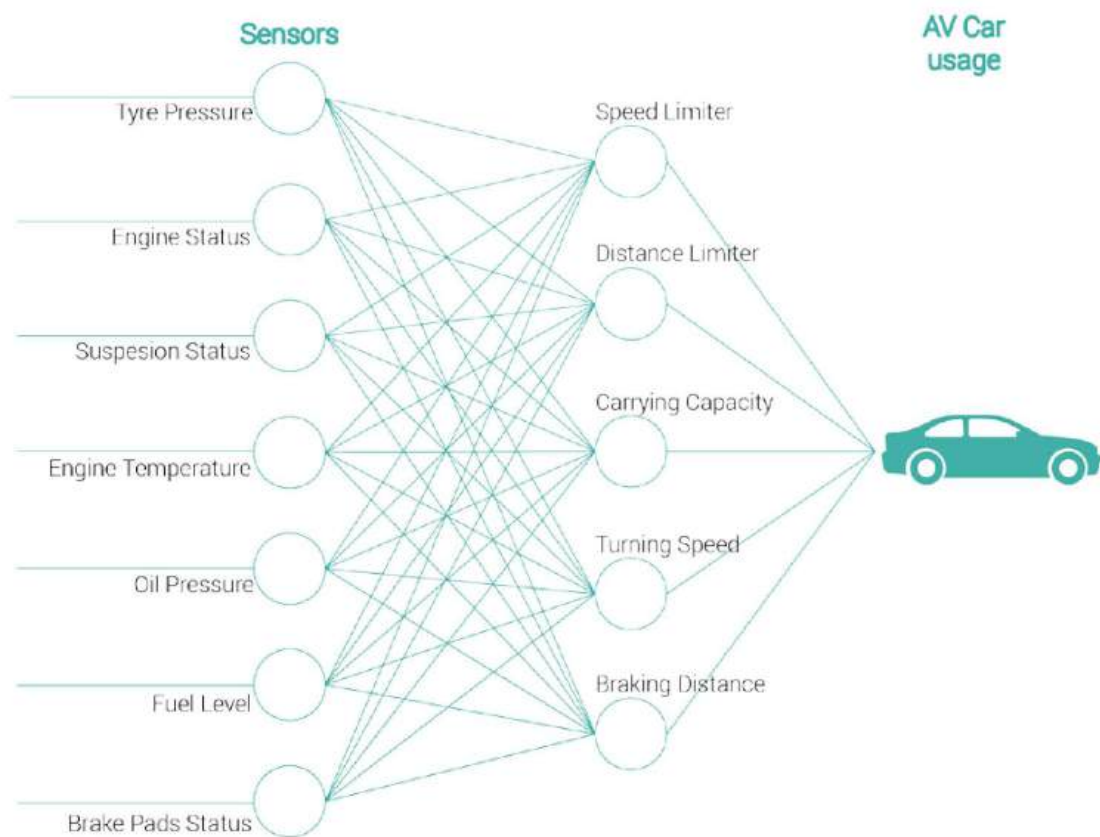 Sensors
AV Car
usage
Tyre Pressure
Speed Limiter
Engine Status
Distance Limiter
Suspesion Status
Carrying Capacity
Engine Temperature
Turning Speed
Oil Pressure
Braking Distance
Fuel Level
Brake Pads Status